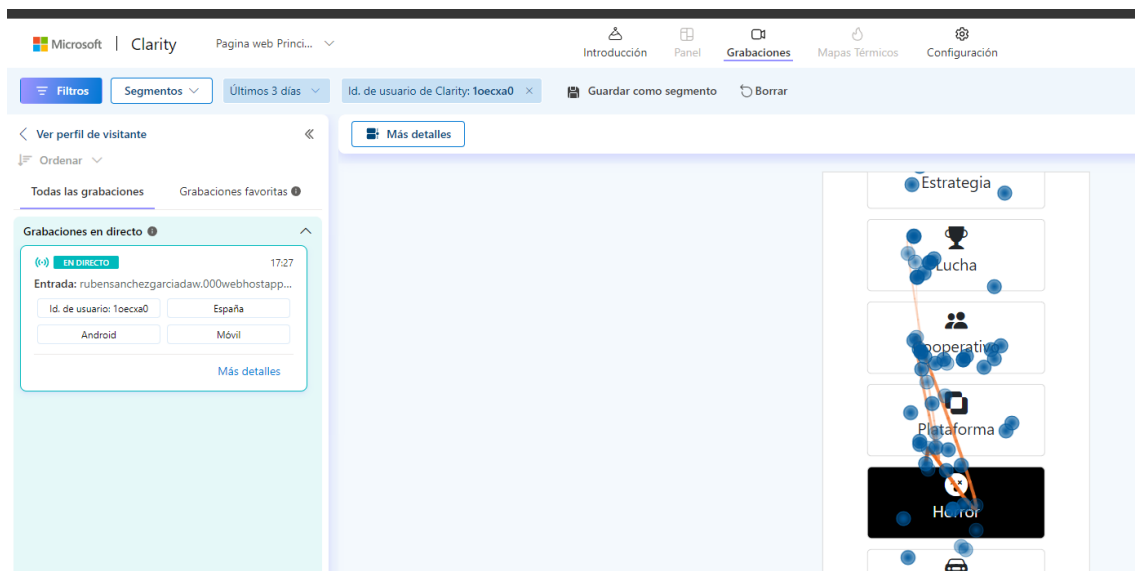 Microsoft | Clarity
Pagina web Princi...
Introducción
Panel
Grabaciones
Mapas Térmicos
Configuración
Filtros
Segmentos
Últimos 3 días
Id. de usuario de Clarity: 1oecxa0 ×
Guardar como segmento
Borrar
Ver perfil de visitante
Más detalles
Ordenar
Todas las grabaciones
Grabaciones favoritas
Grabaciones en directo
EN DIRECTO
17:27
Entrada: rubensanchezgarciadaw.000webhostapp...
Id. de usuario: 1oecxa0
España
Android
Móvil
Más detalles
Estrategia
Lucha
Cooperativo
Plataforma
Horror